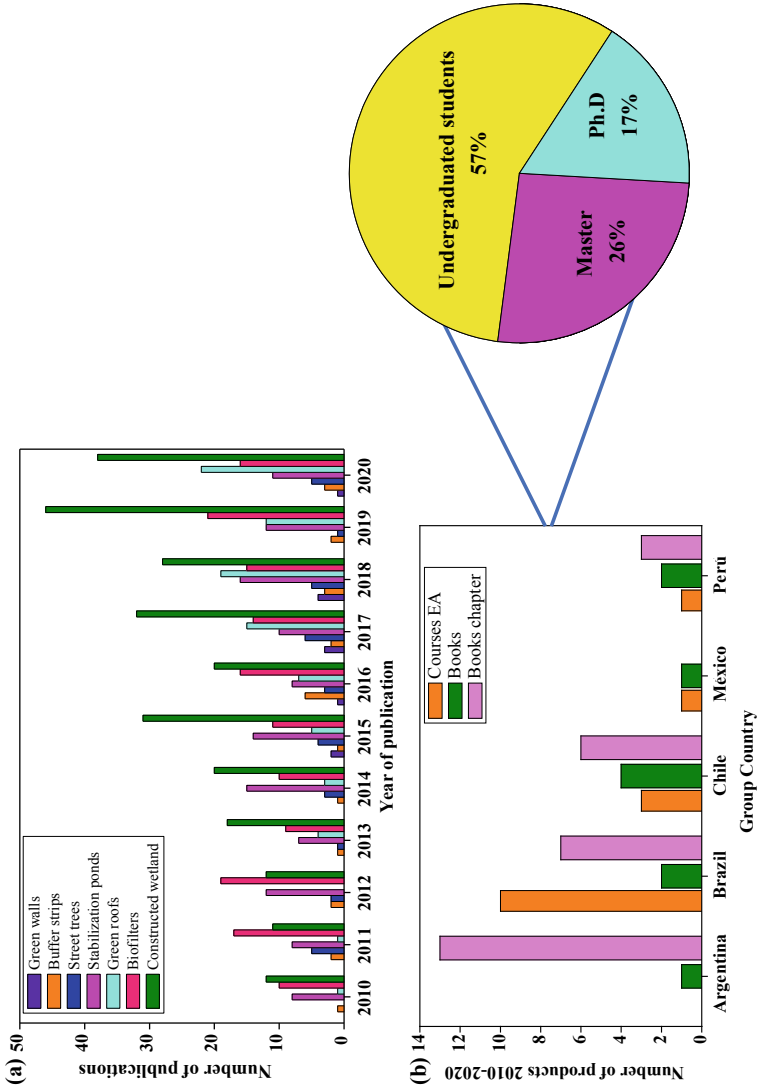 (a)
50
40
30
20
10
0
Number of publications
Green walls
Buffer strips
Street trees
Stabilization ponds
Green roofs
Biofilters
Constructed wetland
2010 2011 2012 2013 2014 2015 2016 2017 2018 2019 2020
Year of publication
(b)
14
12
10
8
6
4
2
0
Number of products 2010-2020
Courses EA
Books
Books chapter
Argentina Brazil Chile México Perú
Group Country
Undergraduated students
57%
Master
26%
Ph.D
17%